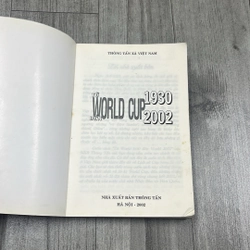 THÔNG TẤN XÃ VIỆT NAM
WORLD CUP
1930
2002
NHÀ XUẤT BẢN THÔNG TẤN
HÀ NỘI - 2002